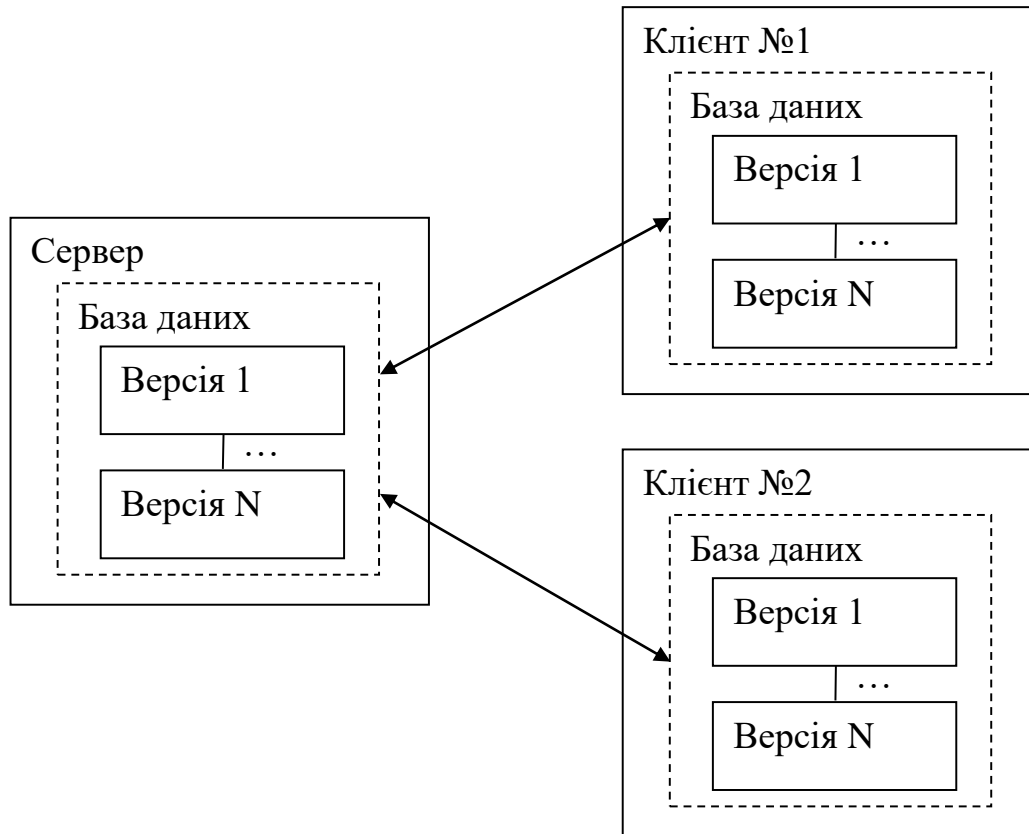 Сервер
База даних
Версія 1
…
Версія N
Клієнт №1
База даних
Версія 1
…
Версія N
Клієнт №2
База даних
Версія 1
…
Версія N